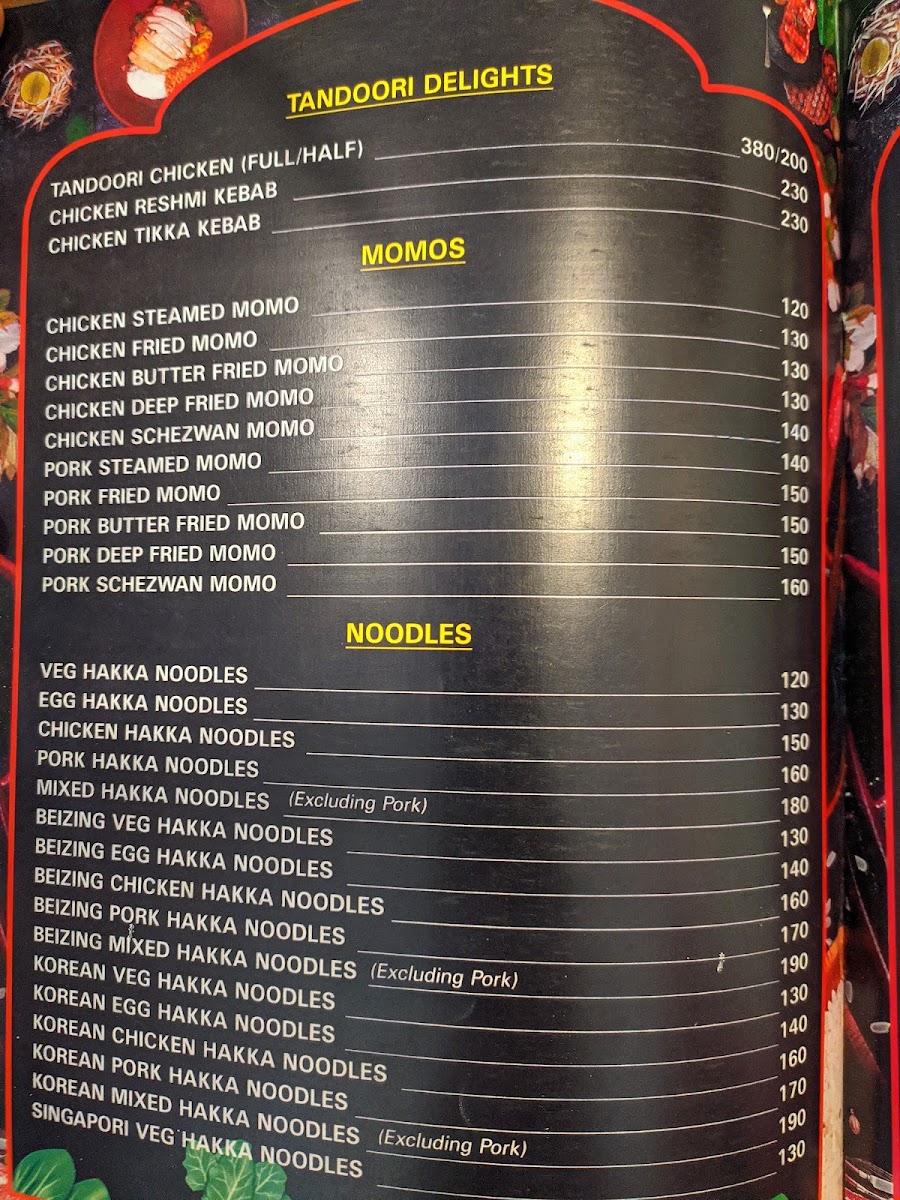 TANDOORI DELIGHTS
TANDOORI CHICKEN (FULL/HALF) 380/200
CHICKEN RESHMI KEBAB 230
CHICKEN TIKKA KEBAB 230
MOMOS
CHICKEN STEAMED MOMO 120
CHICKEN FRIED MOMO 130
CHICKEN BUTTER FRIED MOMO 130
CHICKEN DEEP FRIED MOMO 130
CHICKEN SCHEZWAN MOMO 140
PORK STEAMED MOMO 140
PORK FRIED MOMO 150
PORK BUTTER FRIED MOMO 150
PORK DEEP FRIED MOMO 150
PORK SCHEZWAN MOMO 160
NOODLES
VEG HAKKA NOODLES 120
EGG HAKKA NOODLES 130
CHICKEN HAKKA NOODLES 150
PORK HAKKA NOODLES 160
MIXED HAKKA NOODLES (Excluding Pork) 180
BEIZING VEG HAKKA NOODLES 130
BEIZING EGG HAKKA NOODLES 140
BEIZING CHICKEN HAKKA NOODLES 160
BEIZING PORK HAKKA NOODLES 170
BEIZING MIXED HAKKA NOODLES (Excluding Pork) 190
KOREAN VEG HAKKA NOODLES 130
KOREAN EGG HAKKA NOODLES 140
KOREAN CHICKEN HAKKA NOODLES 160
KOREAN PORK HAKKA NOODLES 170
KOREAN MIXED HAKKA NOODLES (Excluding Pork) 190
SINGAPORI VEG HAKKA NOODLES 130